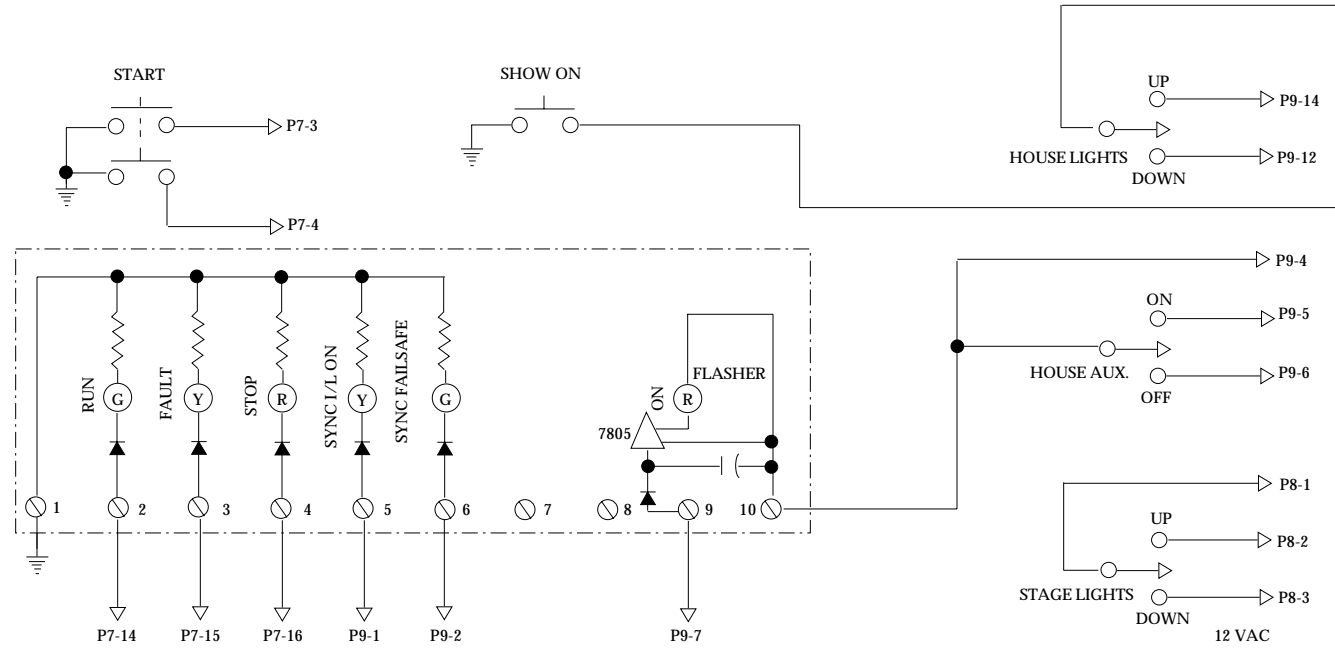 START
SHOW ON
UP
P9-14
P7-3
HOUSE LIGHTS
P9-12
DOWN
P7-4
P9-4
ON
P9-5
HOUSE AUX.
P9-6
OFF
RUN
FAULT
STOP
SYNC I/L ON
SYNC FAILSAFE
ON
FLASHER
G
Y
R
Y
G
R
7805
1
2
3
4
5
6
7
8
9
10
P8-1
UP
P8-2
STAGE LIGHTS
P8-3
DOWN
12 VAC
P7-14
P7-15
P7-16
P9-1
P9-2
P9-7